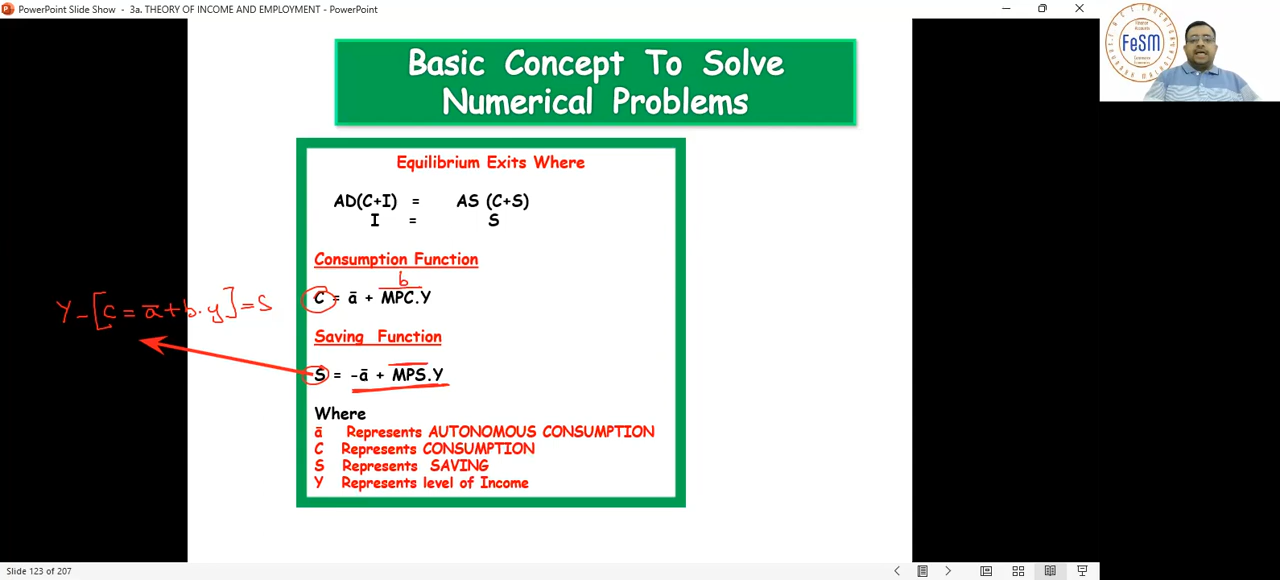 PowerPoint Slide Show - 3a. THEORY OF INCOME AND EMPLOYMENT - PowerPoint
FeSM
Basic Concept To Solve
Numerical Problems
Equilibrium Exits Where
AD(C+I) = AS (C+S)
I = S
Consumption Function
b
C = ā + MPC.Y
Y-[C = ā+b.y]=S
Saving Function
S = -ā + MPS.Y
Where
ā Represents AUTONOMOUS CONSUMPTION
C Represents CONSUMPTION
S Represents SAVING
Y Represents level of Income
Slide 123 of 207